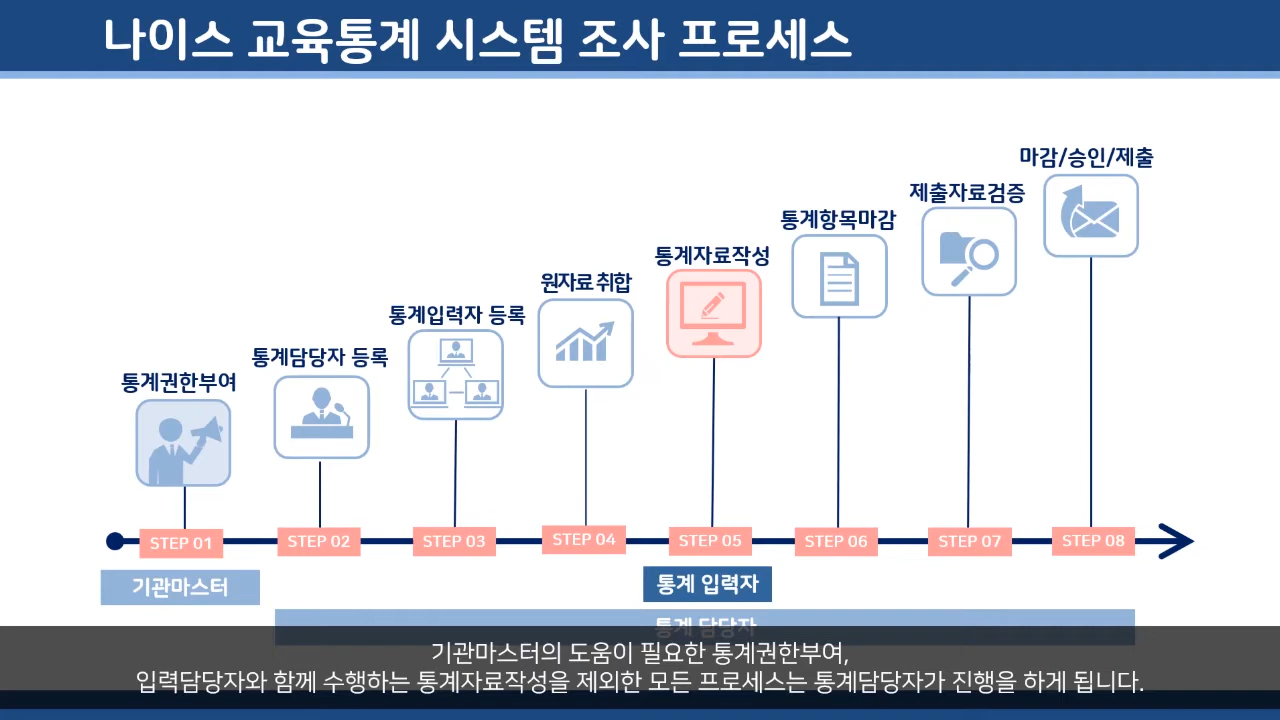 나이스 교육통계 시스템 조사 프로세스
마감/승인/제출
제출자료검증
통계항목마감
통계자료작성
원자료 취합
통계입력자 등록
통계담당자 등록
통계권한부여
STEP 01
STEP 02
STEP 03
STEP 04
STEP 05
STEP 06
STEP 07
STEP 08
기관마스터
통계 입력자
통계 담당자
기관마스터의 도움이 필요한 통계권한부여,
입력담당자와 함께 수행하는 통계자료작성을 제외한 모든 프로세스는 통계담당자가 진행을 하게 됩니다.